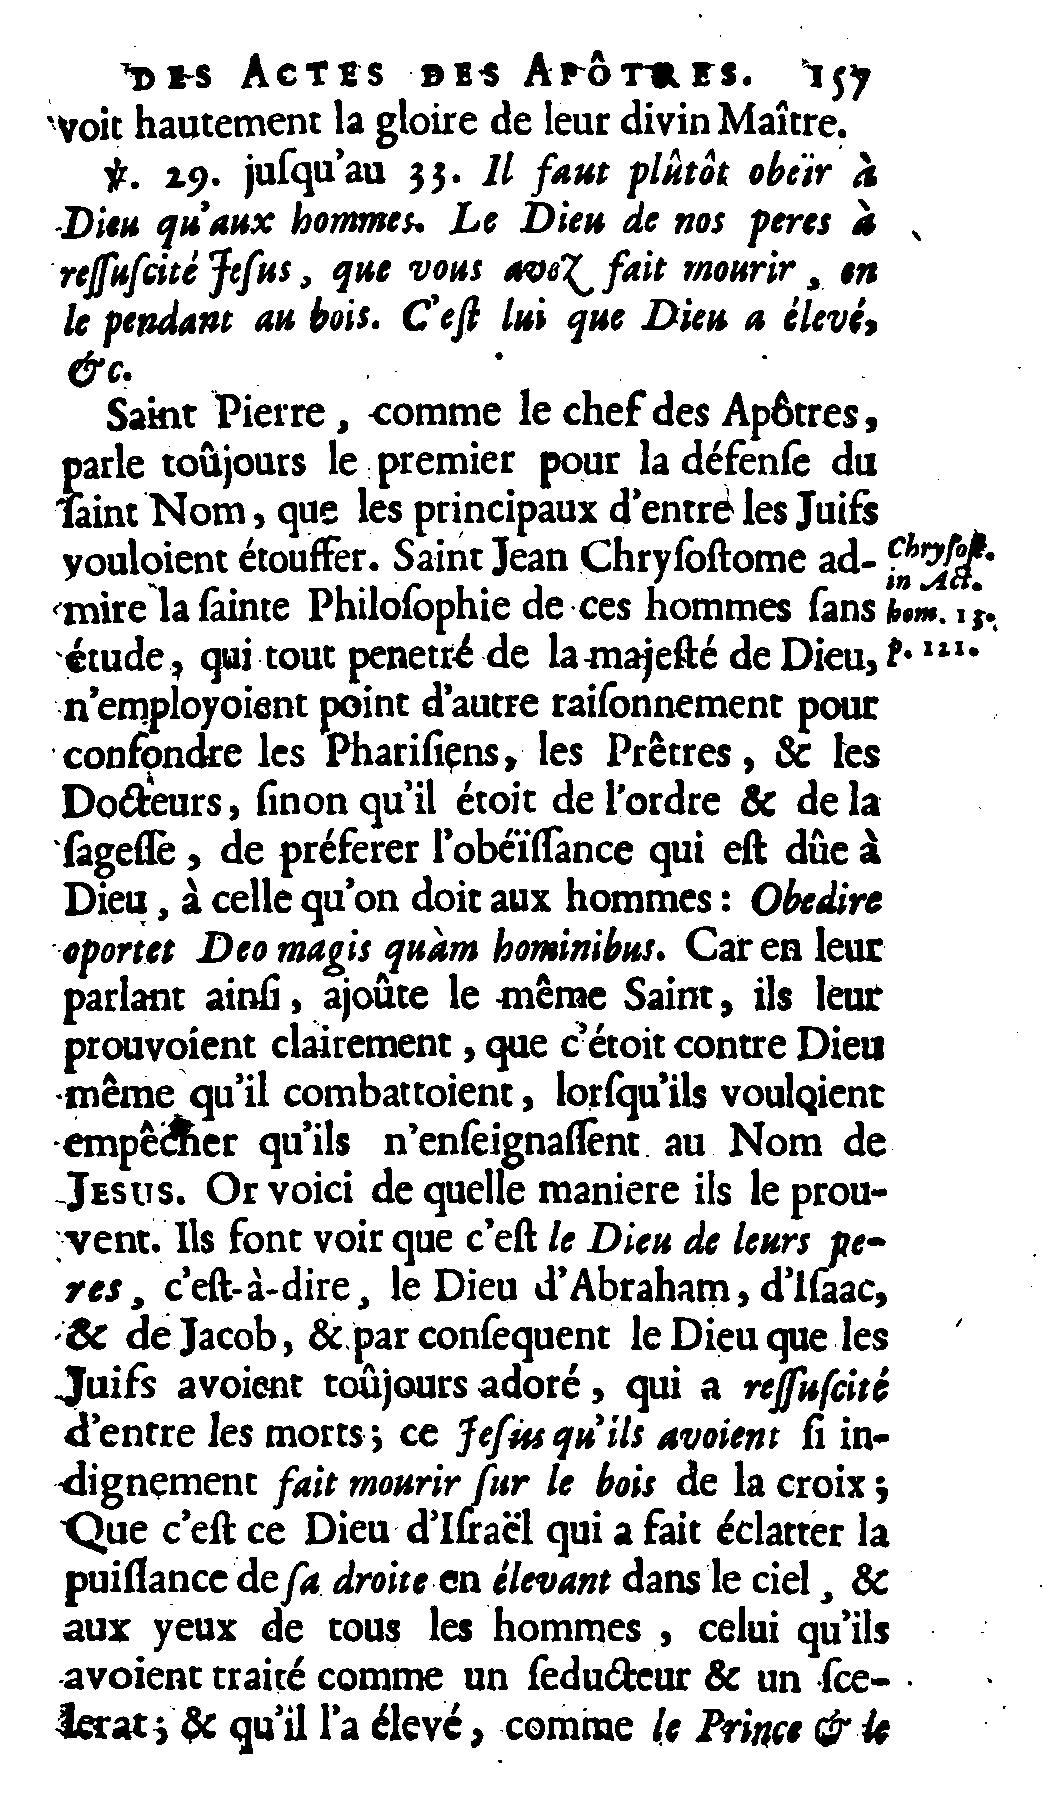 DES ACTES DES APÔTRES. 157
voit hautement la gloire de leur divin Maître.
℣. 29. juſqu'au 33. Il faut plûtôt obeïr à
Dieu qu'aux hommes. Le Dieu de nos peres à
reſſuſcité Jeſus, que vous avez fait mourir, en
le pendant au bois. C'eſt lui que Dieu a élevé,
&c.
Saint Pierre, comme le chef des Apôtres,
parle toûjours le premier pour la défenſe du
ſaint Nom, que les principaux d'entre les Juifs
vouloient étouffer. Saint Jean Chryſoſtome ad-
mire la ſainte Philoſophie de ces hommes ſans
étude, qui tout penetré de la majeſté de Dieu,
n'employoient point d'autre raiſonnement pour
confondre les Phariſiens, les Prêtres, & les
Docteurs, ſinon qu'il étoit de l'ordre & de la
ſageſſe, de préferer l'obéïſſance qui eſt dûe à
Dieu, à celle qu'on doit aux hommes: Obedire
oportet Deo magis quàm hominibus. Car en leur
parlant ainſi, ajoûte le même Saint, ils leur
prouvoient clairement, que c'étoit contre Dieu
même qu'il combattoient, lorſqu'ils vouloient
empêcher qu'ils n'enſeignaſſent au Nom de
JESUS. Or voici de quelle maniere ils le prou-
vent. Ils font voir que c'eſt le Dieu de leurs pe-
res, c'eſt-à-dire, le Dieu d'Abraham, d'Iſaac,
& de Jacob, & par conſequent le Dieu que les
Juifs avoient toûjours adoré, qui a reſſuſcité
d'entre les morts; ce Jeſus qu'ils avoient ſi in-
dignement fait mourir ſur le bois de la croix;
Que c'eſt ce Dieu d'Iſraël qui a fait éclatter la
puiſſance de ſa droite en élevant dans le ciel, &
aux yeux de tous les hommes, celui qu'ils
avoient traité comme un ſeducteur & un ſce-
lerat; & qu'il l'a élevé, comme le Prince & le
Chryſoſt.
in Act.
hom. 13.
p. 111.